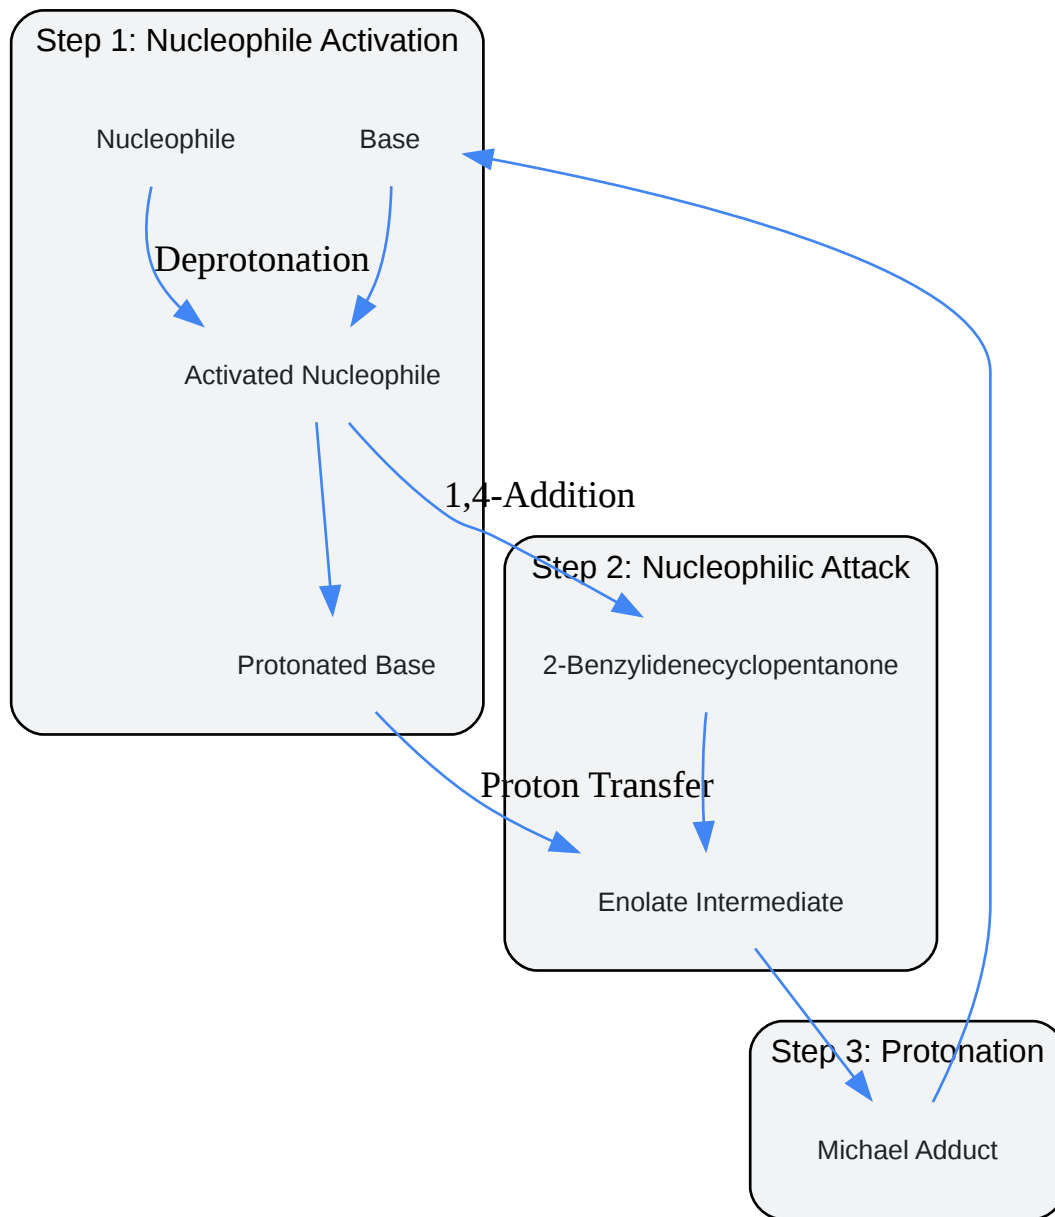 Step 1: Nucleophile Activation
Nucleophile
Base
Deprotonation
Activated Nucleophile
1,4-Addition
Step 2: Nucleophilic Attack
Protonated Base
2-Benzylidenecyclopentanone
Proton Transfer
Enolate Intermediate
Step 3: Protonation
Michael Adduct